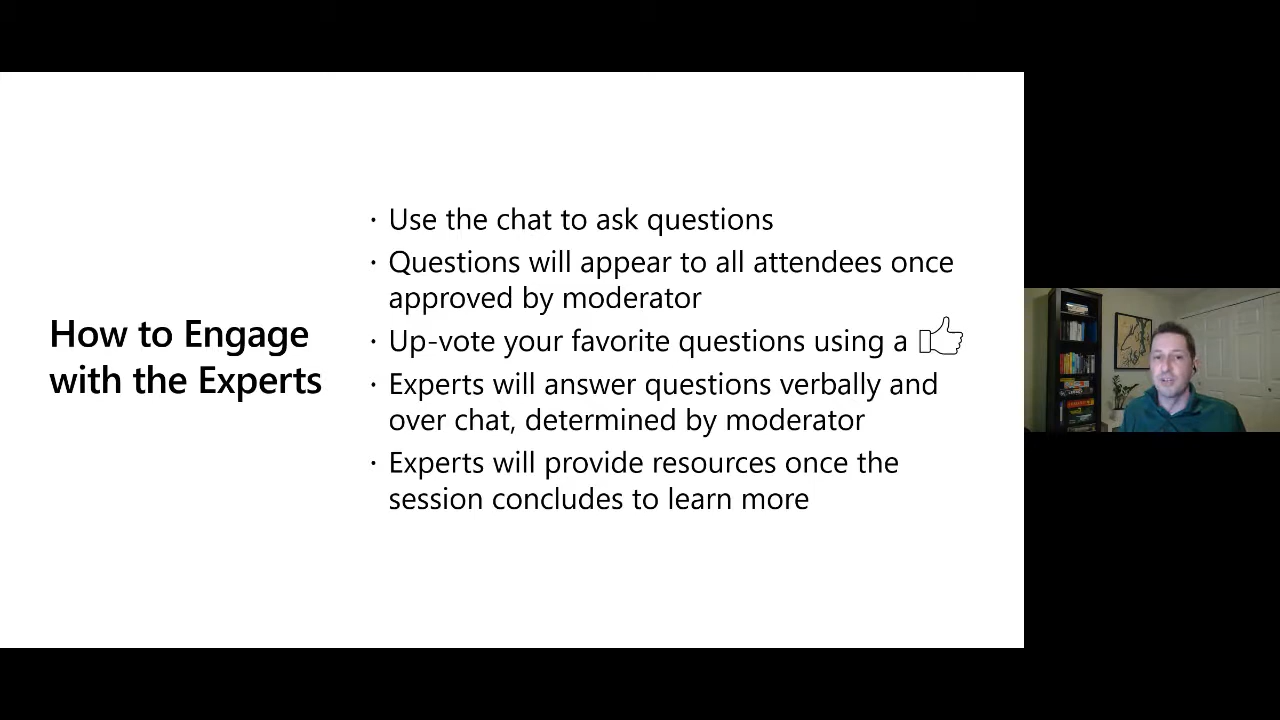 How to Engage
with the Experts
· Use the chat to ask questions
· Questions will appear to all attendees once
approved by moderator
· Up-vote your favorite questions using a
· Experts will answer questions verbally and
over chat, determined by moderator
· Experts will provide resources once the
session concludes to learn more